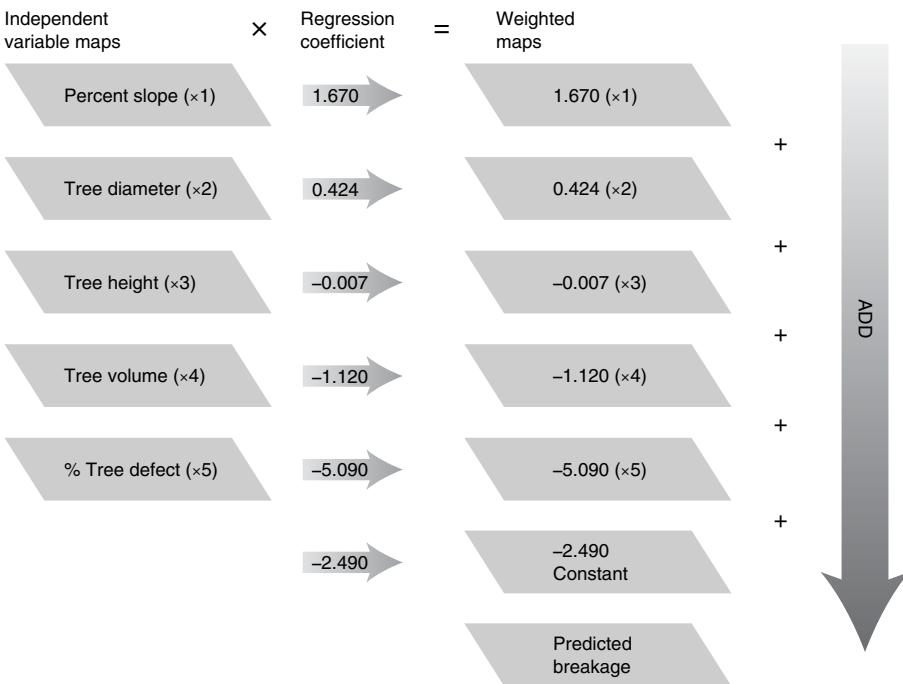 Independent
variable maps
×
Regression
coefficient
=
Weighted
maps
Percent slope (×1)
1.670
1.670 (×1)
+
Tree diameter (×2)
0.424
0.424 (×2)
+
Tree height (×3)
–0.007
–0.007 (×3)
+
Tree volume (×4)
–1.120
–1.120 (×4)
+
% Tree defect (×5)
–5.090
–5.090 (×5)
+
–2.490
–2.490
Constant
Predicted
breakage
ADD